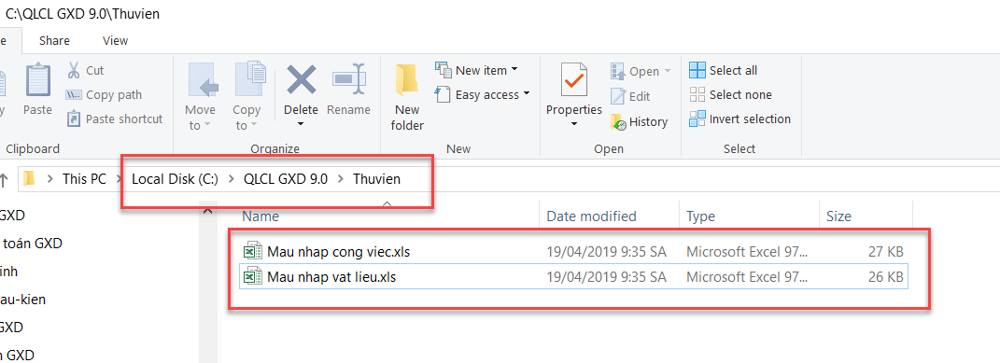 C:\QLCL GXD 9.0\Thuvien
Share View
Paste
Cut
Copy path
Paste shortcut
Clipboard
Move to
Copy to
Delete
Rename
Organize
New folder
New item
Easy access
New
Properties
Open
Edit
History
Open
Select all
Select none
Invert selection
Select
This PC > Local Disk (C:) > QLCL GXD 9.0 > Thuvien
Name Date modified Type Size
Mau nhap cong viec.xls 19/04/2019 9:35 SA Microsoft Excel 97... 27 KB
Mau nhap vat lieu.xls 19/04/2019 9:35 SA Microsoft Excel 97... 26 KB
GXD
toán GXD
inh
au-kien
GXD
n GXD